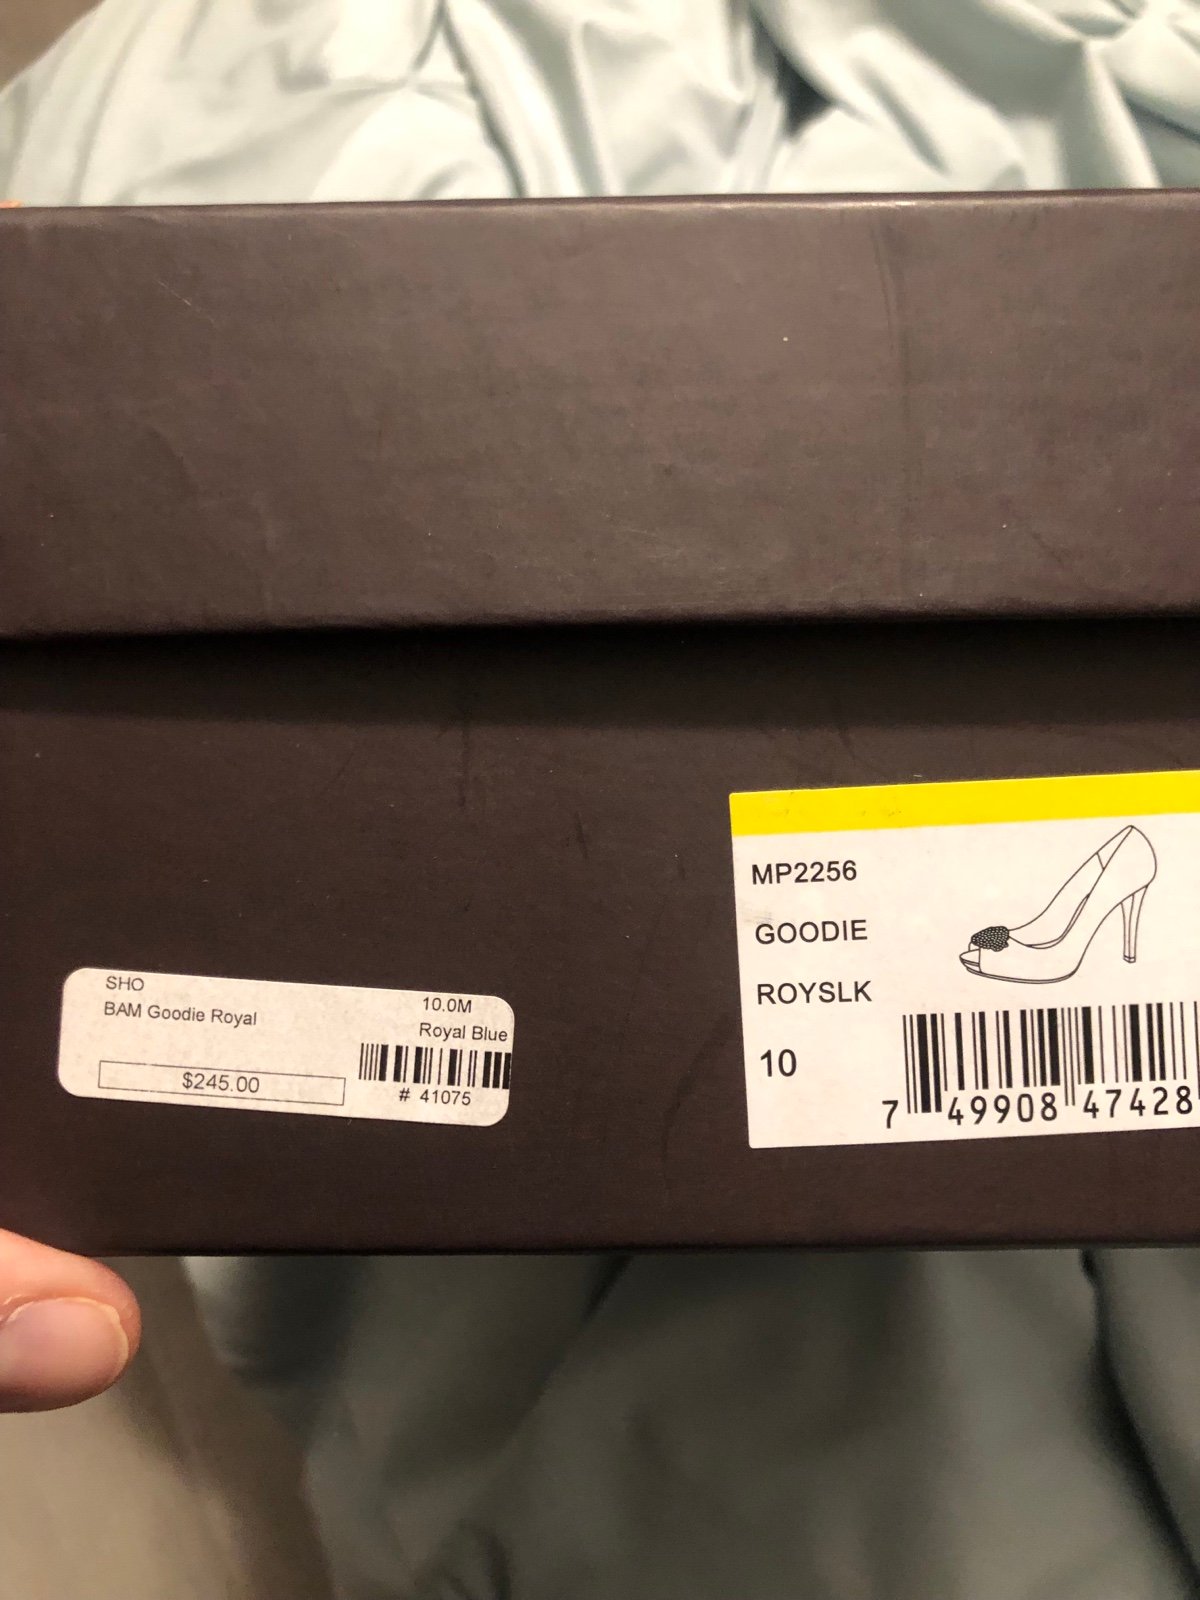 SHO
BAM Goodie Royal
10.0M
Royal Blue
$245.00
# 41075
MP2256
GOODIE
ROYSLK
10
7 49908 47428